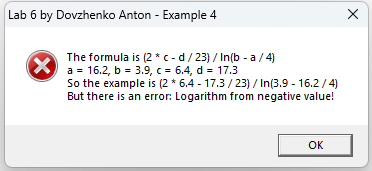 Lab 6 by Dovzhenko Anton - Example 4
The formula is (2 * c - d / 23) / ln(b - a / 4)
a = 16.2, b = 3.9, c = 6.4, d = 17.3
So the example is (2 * 6.4 - 17.3 / 23) / ln(3.9 - 16.2 / 4)
But there is an error: Logarithm from negative value!
OK